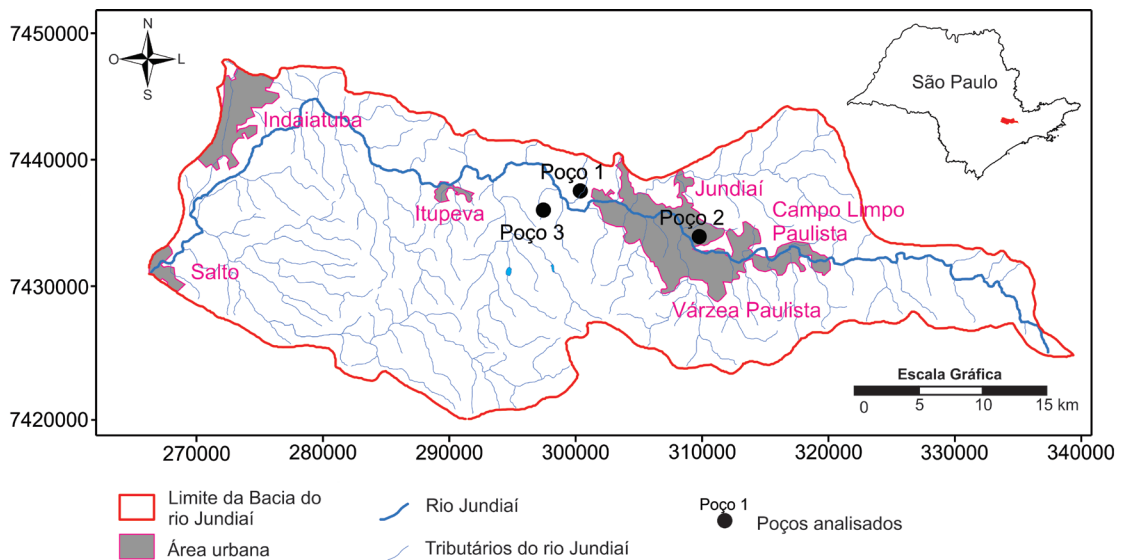 7450000
7440000
7430000
7420000
N
O
L
S
São Paulo
Indaiatuba
Poço 1
Jundiaí
Itupeva
Poço 3
Poço 2
Campo Limpo
Paulista
Salto
Várzea Paulista
Escala Gráfica
0 5 10 15 km
270000 280000 290000 300000 310000 320000 330000 340000
Limite da Bacia do
rio Jundiaí
Área urbana
Rio Jundiaí
Tributários do rio Jundiaí
Poço 1
Poços analisados